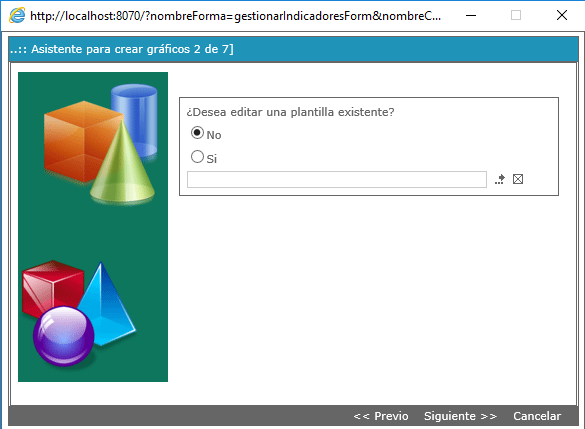 http://localhost:8070/?nombreForma=gestionarIndicadoresForm&nombreC...
..:: Asistente para crear gráficos 2 de 7]
¿Desea editar una plantilla existente?
No
Si
<< Previo Siguiente >> Cancelar